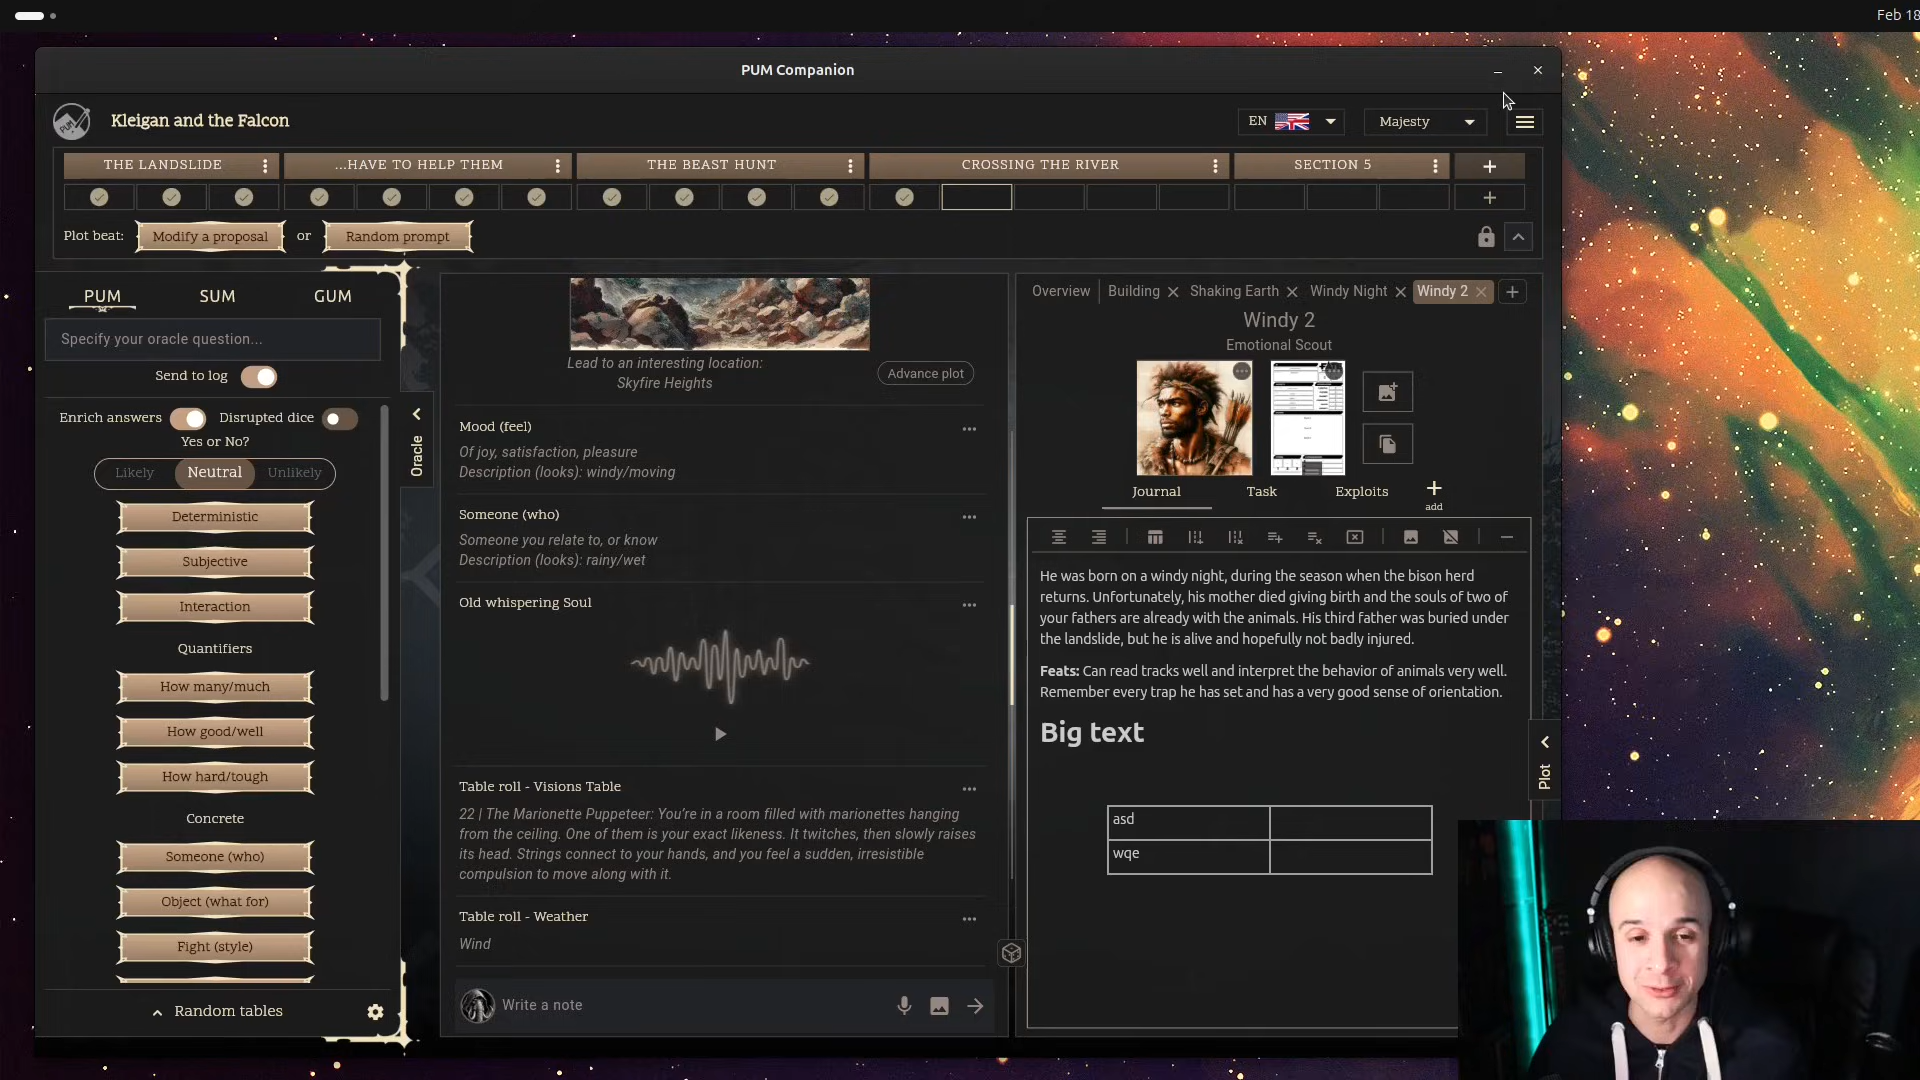 Feb 18
PUM Companion
PUM
Kleigan and the Falcon
EN
Majesty
THE LANDSLIDE
...HAVE TO HELP THEM
THE BEAST HUNT
CROSSING THE RIVER
SECTION 5
Plot beat:
Modify a proposal
or
Random prompt
PUM
SUM
GUM
Specify your oracle question...
Send to log
Enrich answers
Disrupted dice
Yes or No?
Likely
Neutral
Unlikely
Deterministic
Subjective
Interaction
Quantifiers
How many/much
How good/well
How hard/tough
Concrete
Someone (who)
Object (what for)
Fight (style)
Random tables
Oracle
Lead to an interesting location:
Skyfire Heights
Advance plot
Mood (feel)
Of joy, satisfaction, pleasure
Description (looks): windy/moving
Someone (who)
Someone you relate to, or know
Description (looks): rainy/wet
Old whispering Soul
Table roll - Visions Table
22 | The Marionette Puppeteer: You're in a room filled with marionettes hanging
from the ceiling. One of them is your exact likeness. It twitches, then slowly raises
its head. Strings connect to your hands, and you feel a sudden, irresistible
compulsion to move along with it.
Table roll - Weather
Wind
Write a note
Overview
Building
Shaking Earth
Windy Night
Windy 2
Windy 2
Emotional Scout
Journal
Task
Exploits
add
He was born on a windy night, during the season when the bison herd
returns. Unfortunately, his mother died giving birth and the souls of two of
your fathers are already with the animals. His third father was buried under
the landslide, but he is alive and hopefully not badly injured.
Feats: Can read tracks well and interpret the behavior of animals very well.
Remember every trap he has set and has a very good sense of orientation.
Big text
asd
wqe
Plot